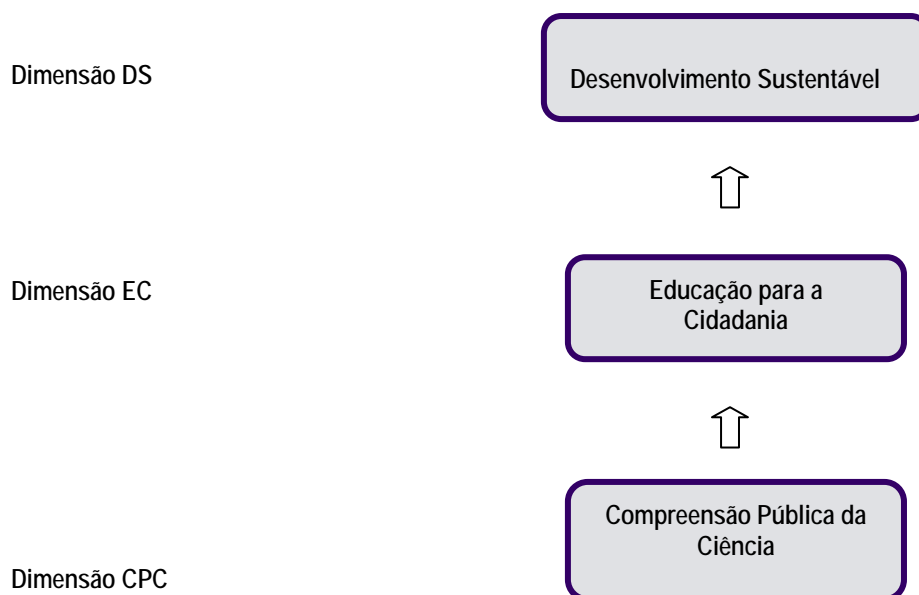 Dimensão DS
Desenvolvimento Sustentável
Dimensão EC
Educação para a
Cidadania
Compreensão Pública da
Ciência
Dimensão CPC